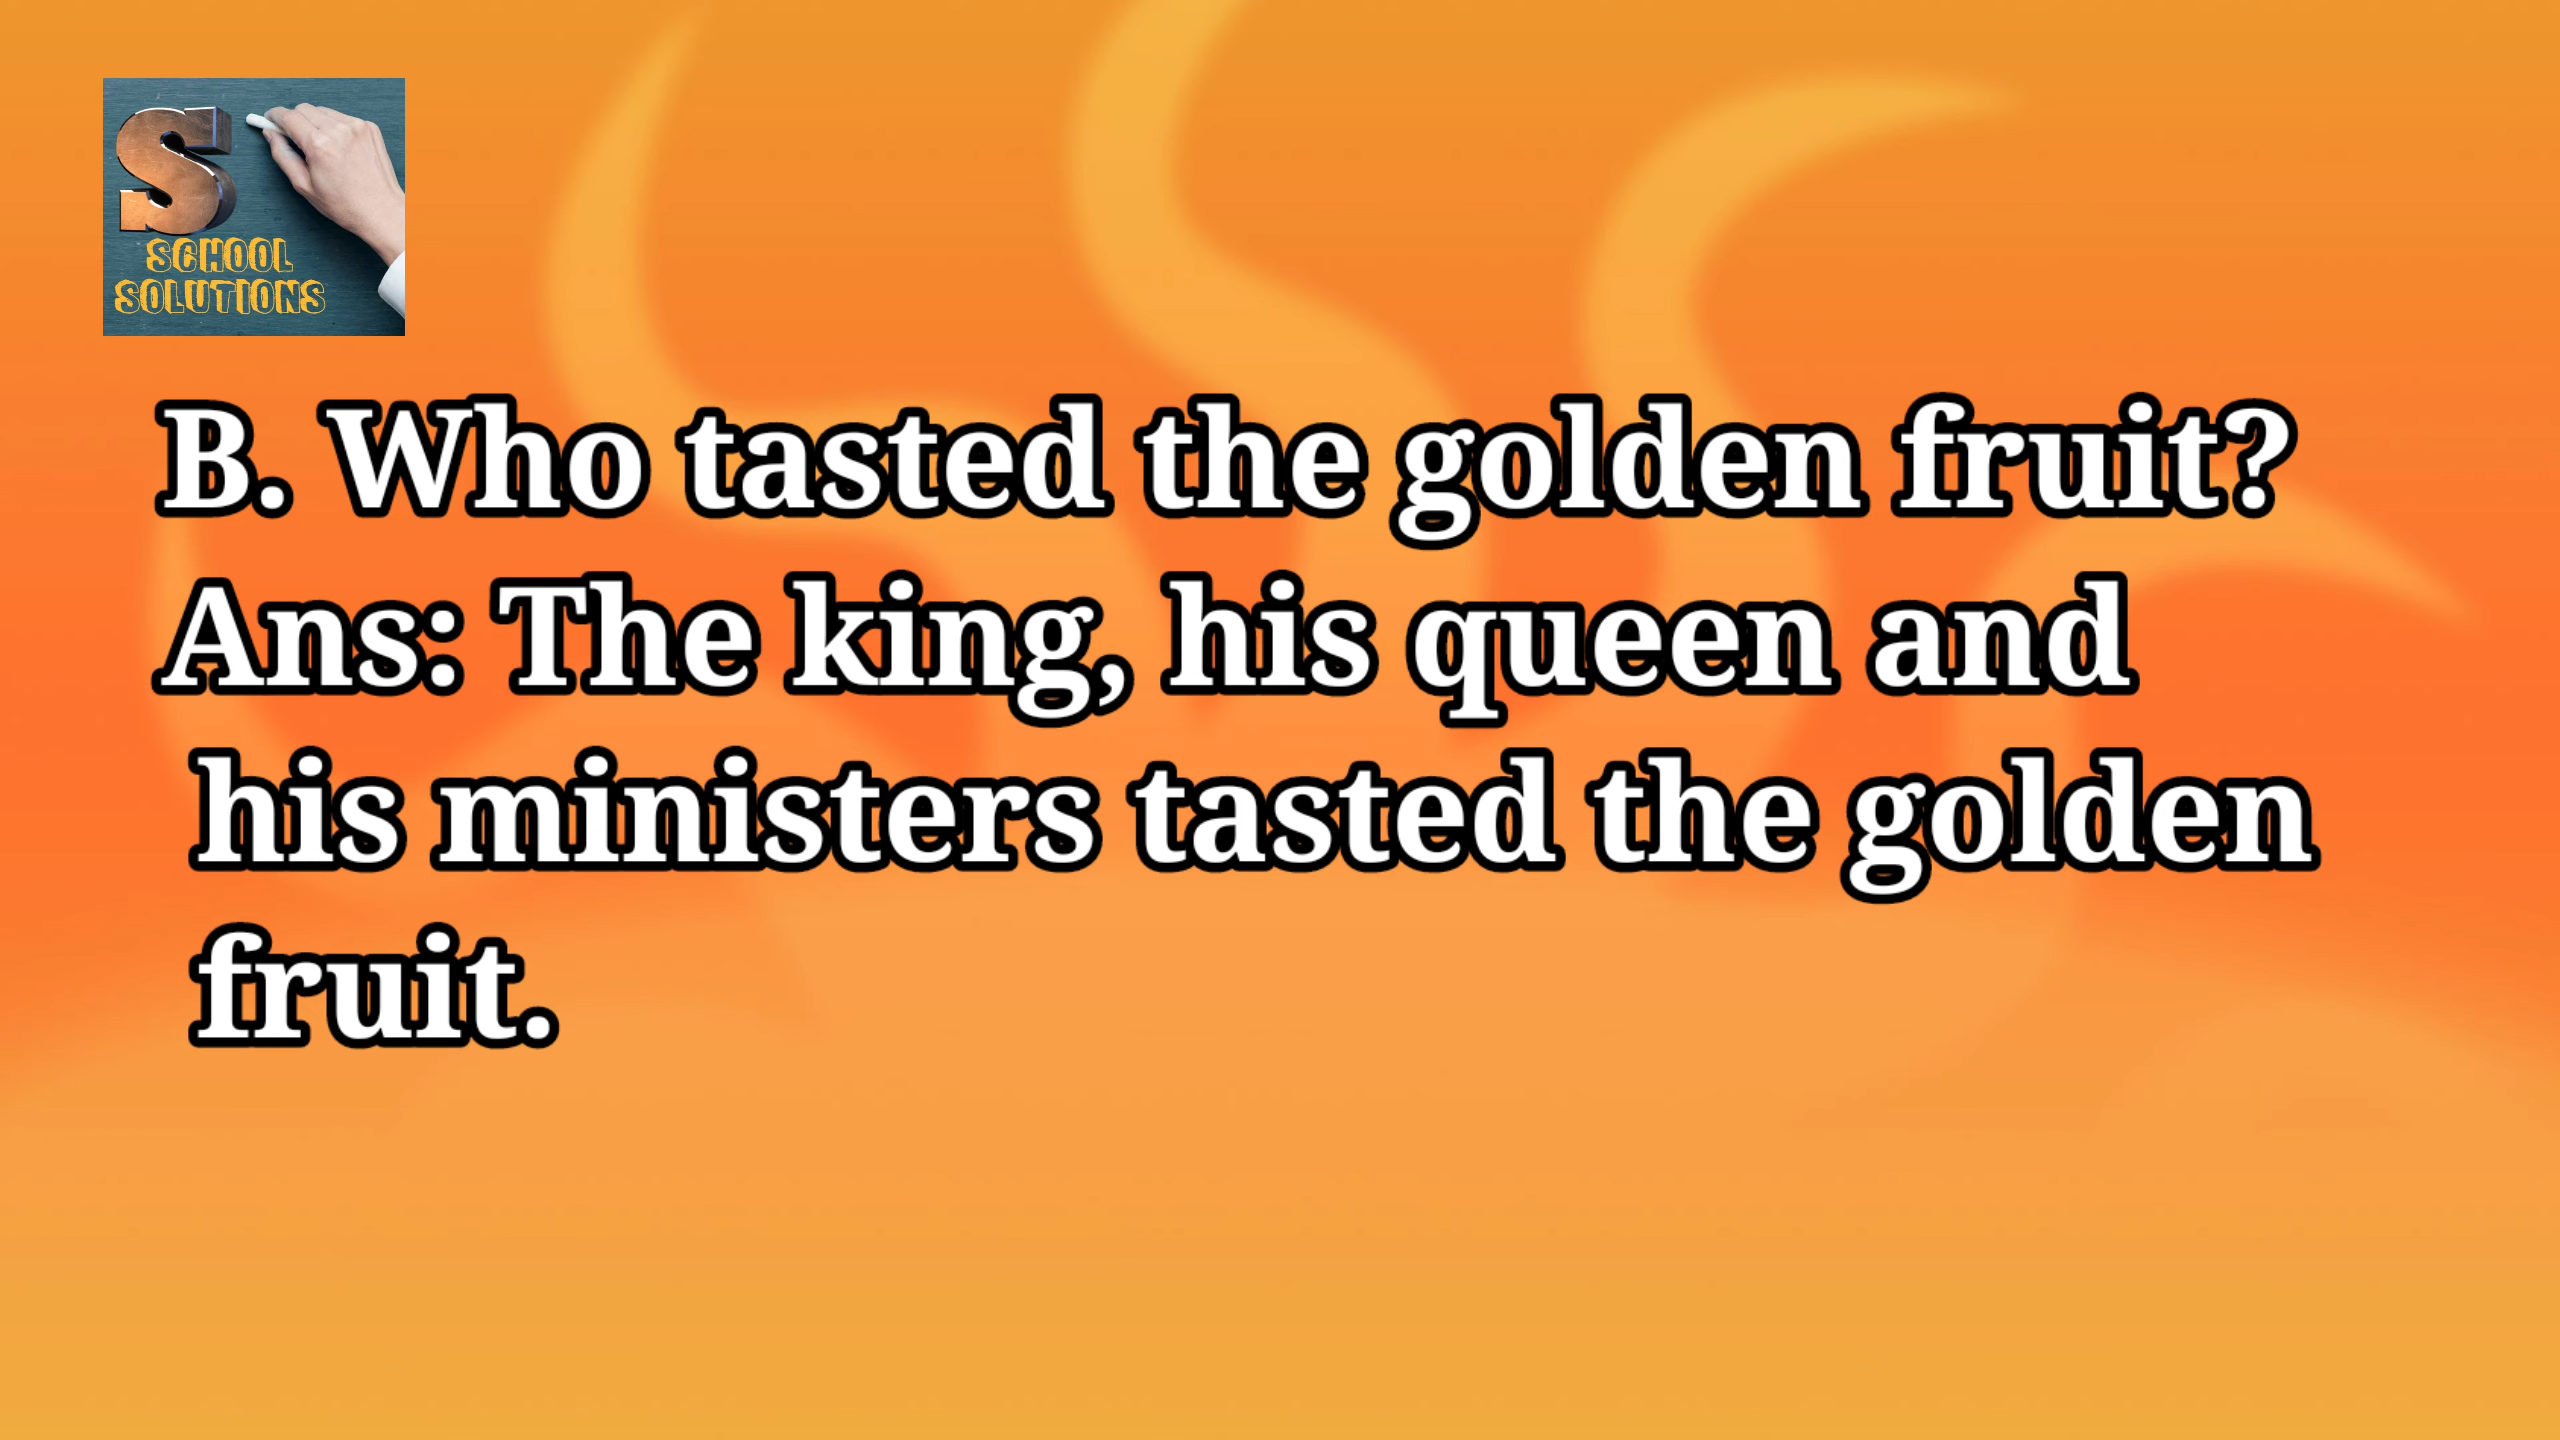 S
SCHOOL
SOLUTIONS
B. Who tasted the golden fruit?
Ans: The king, his queen and
his ministers tasted the golden
fruit.